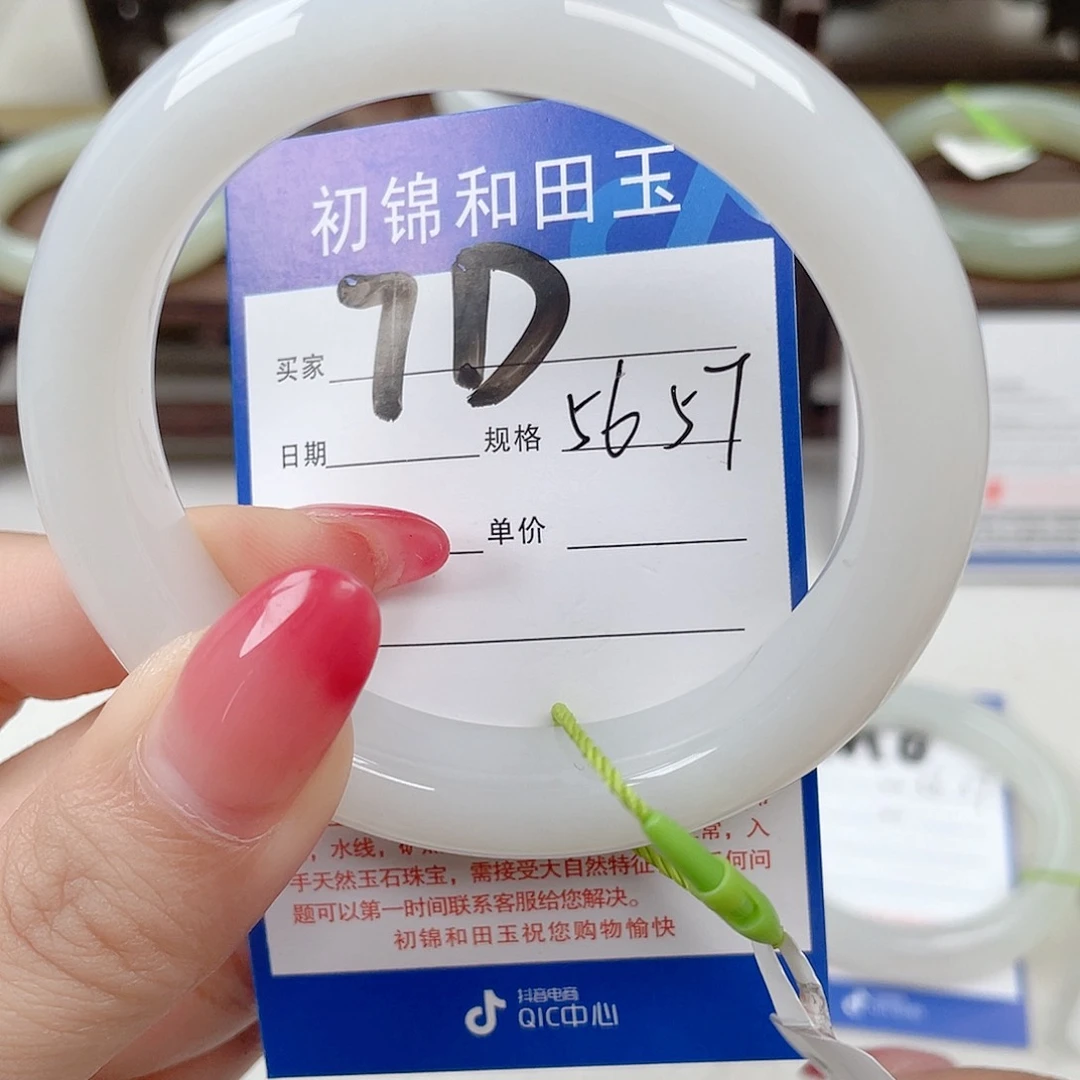 初锦和田玉
7D
买家
日期 规格 5657
单价
常，入
，水线，
手天然玉石珠宝，需接受大自然特征 何问
题可以第一时间联系客服给您解决。
初锦和田玉祝您购物愉快
抖音电商
QIC中心